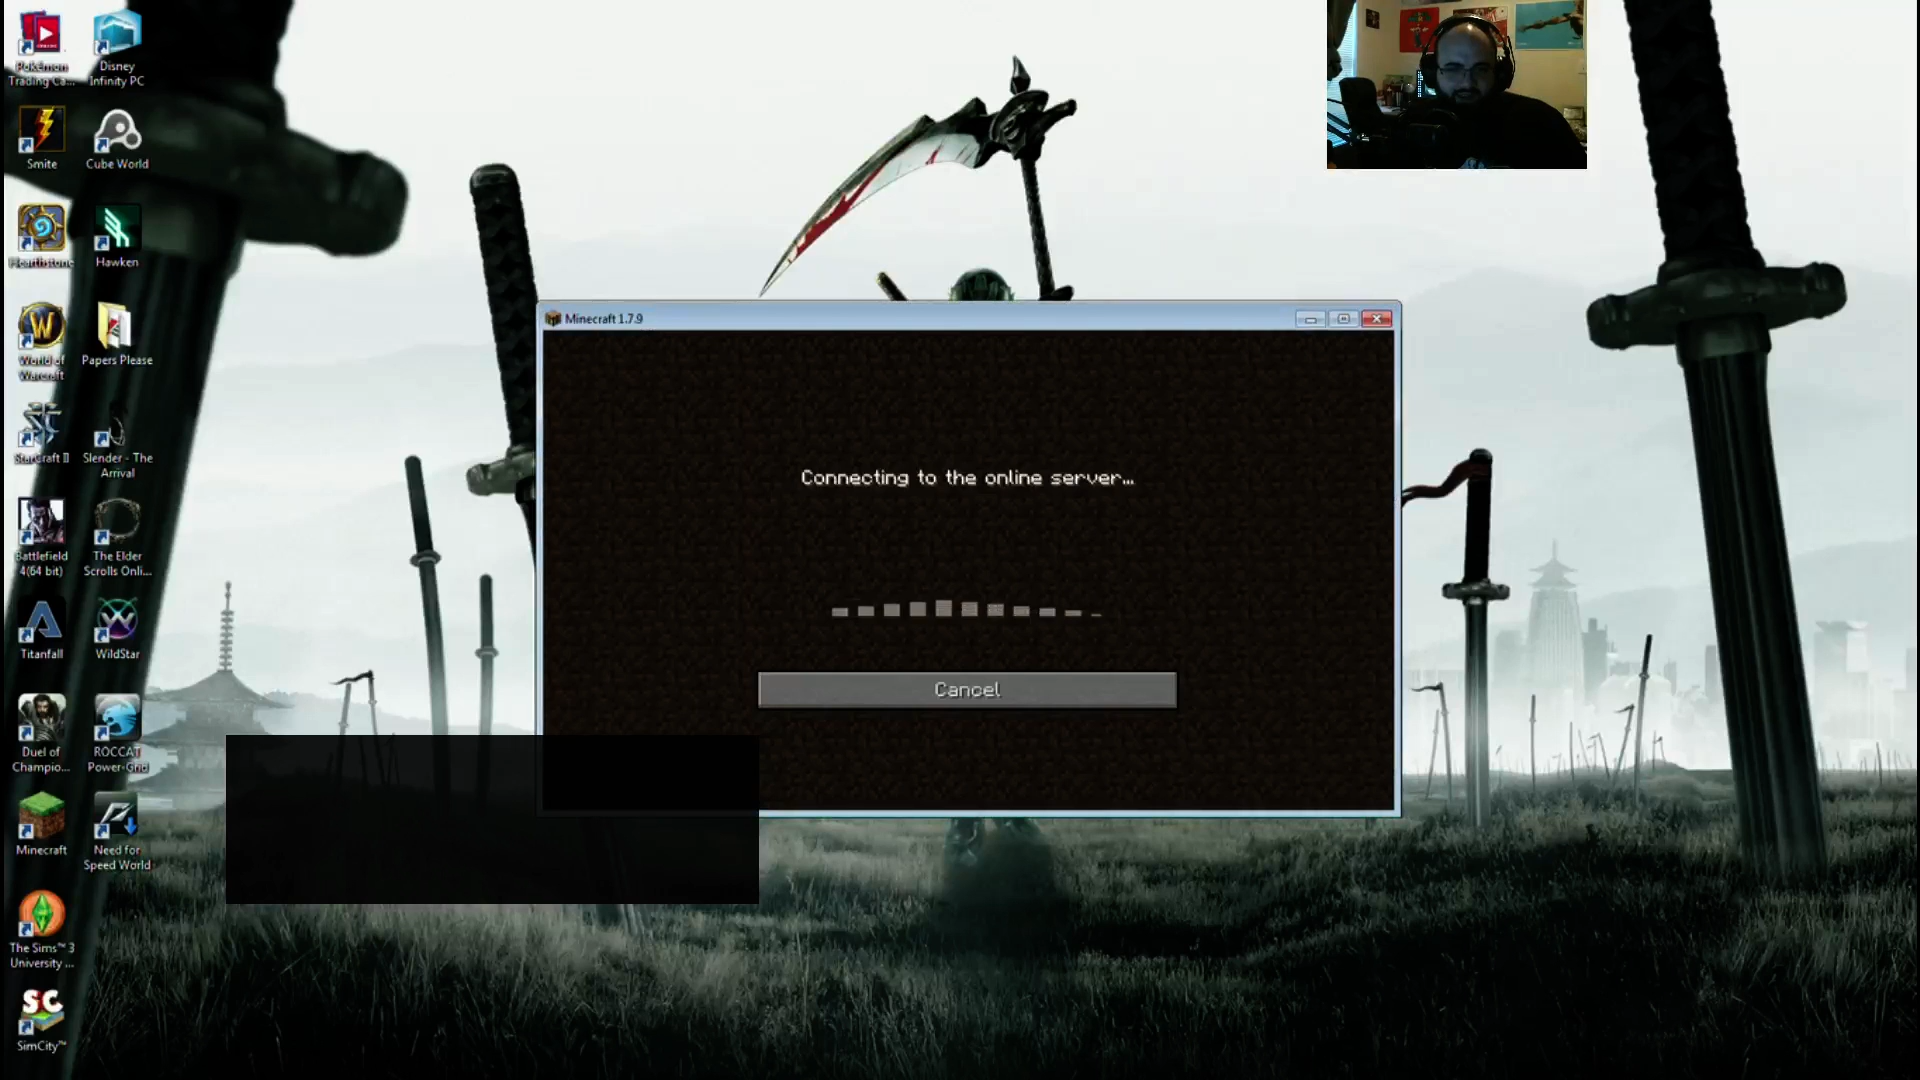 Pokémon
Trading Ca...
Disney
Infinity PC
Smite
Cube World
Hearthstone
Hawken
World of
Warcraft
Papers Please
StarCraft II
Slender - The
Arrival
Battlefield
4(64 bit)
The Elder
Scrolls Onli...
Titanfall
WildStar
Duel of
Champio...
ROCCAT
Power-Grid
Minecraft
Need for
Speed World
The Sims™ 3
University ...
SC
SimCity™
Minecraft 1.7.9
Connecting to the online server...
Cancel